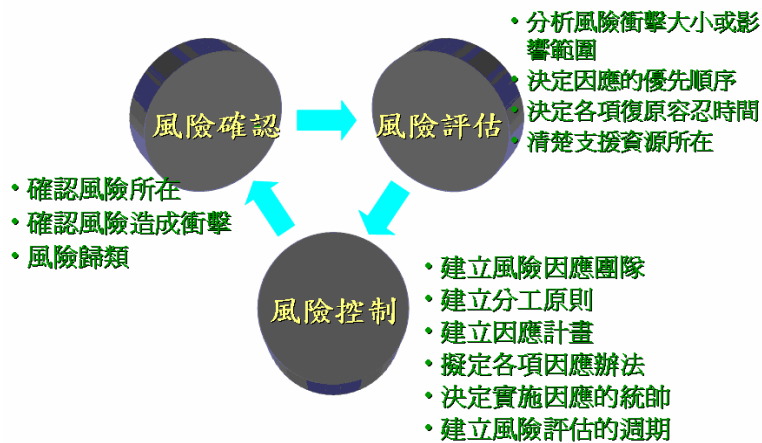 風險確認
• 確認風險所在
• 確認風險造成衝擊
• 風險歸類
風險評估
• 分析風險衝擊大小或影
響範圍
• 決定因應的優先順序
• 決定各項復原容忍時間
• 清楚支援資源所在
風險控制
• 建立風險因應團隊
• 建立分工原則
• 建立因應計畫
• 擬定各項因應辦法
• 決定實施因應的統帥
• 建立風險評估的週期